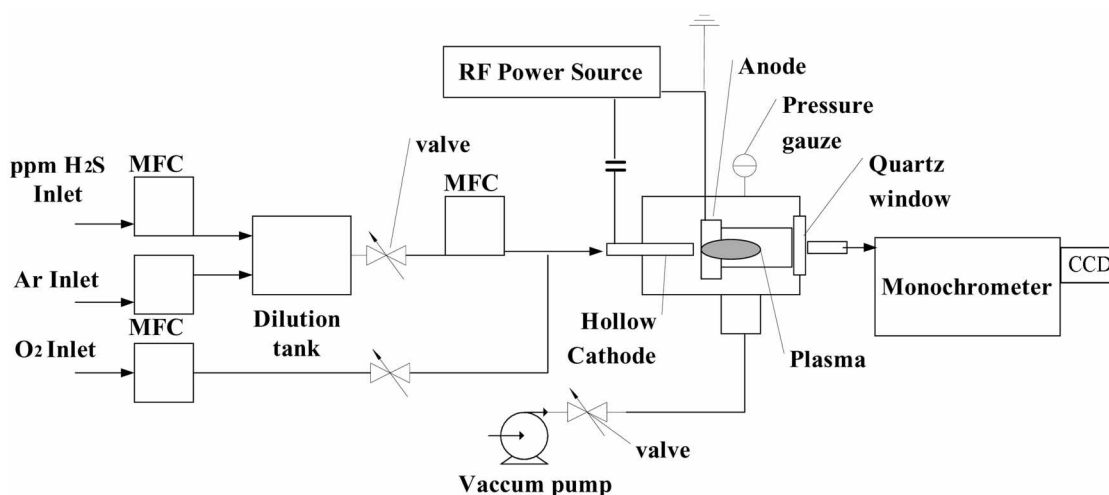 RF Power Source
Anode
Pressure
gauze
Quartz
window
valve
MFC
ppm H2S
Inlet
MFC
Ar Inlet
Dilution
tank
MFC
O2 Inlet
Hollow
Cathode
Plasma
Monochrometer
CCD
valve
Vaccum pump